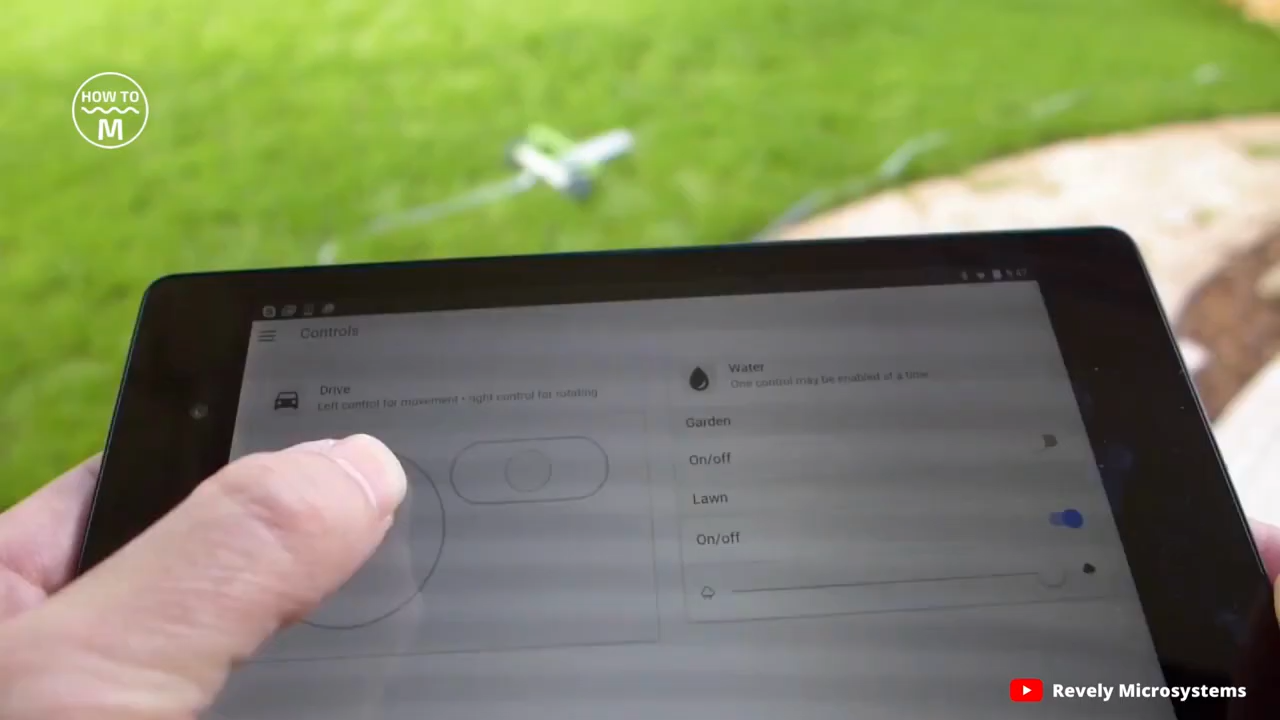 HOW TO
M
Controls
Drive
Left control for movement • right control for rotating
Water
One control may be enabled at a time
Garden
On/off
Lawn
On/off
Revely Microsystems